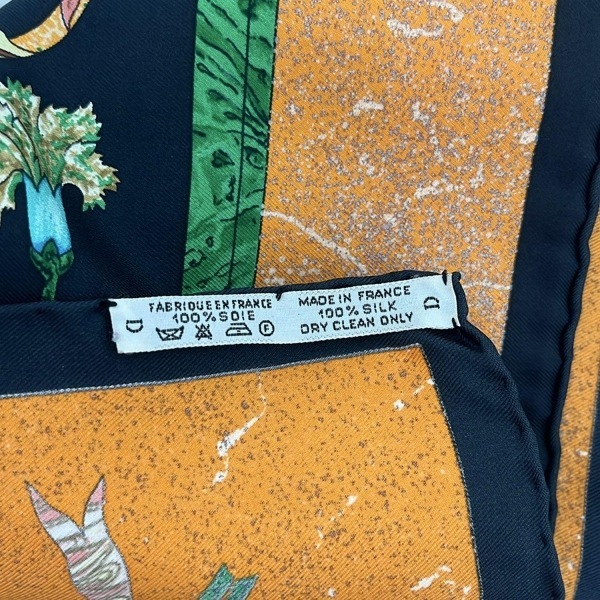 FABRIQUE EN FRANCE
100% SOIE
D
F
MADE IN FRANCE
100% SILK
DRY CLEAN ONLY
D